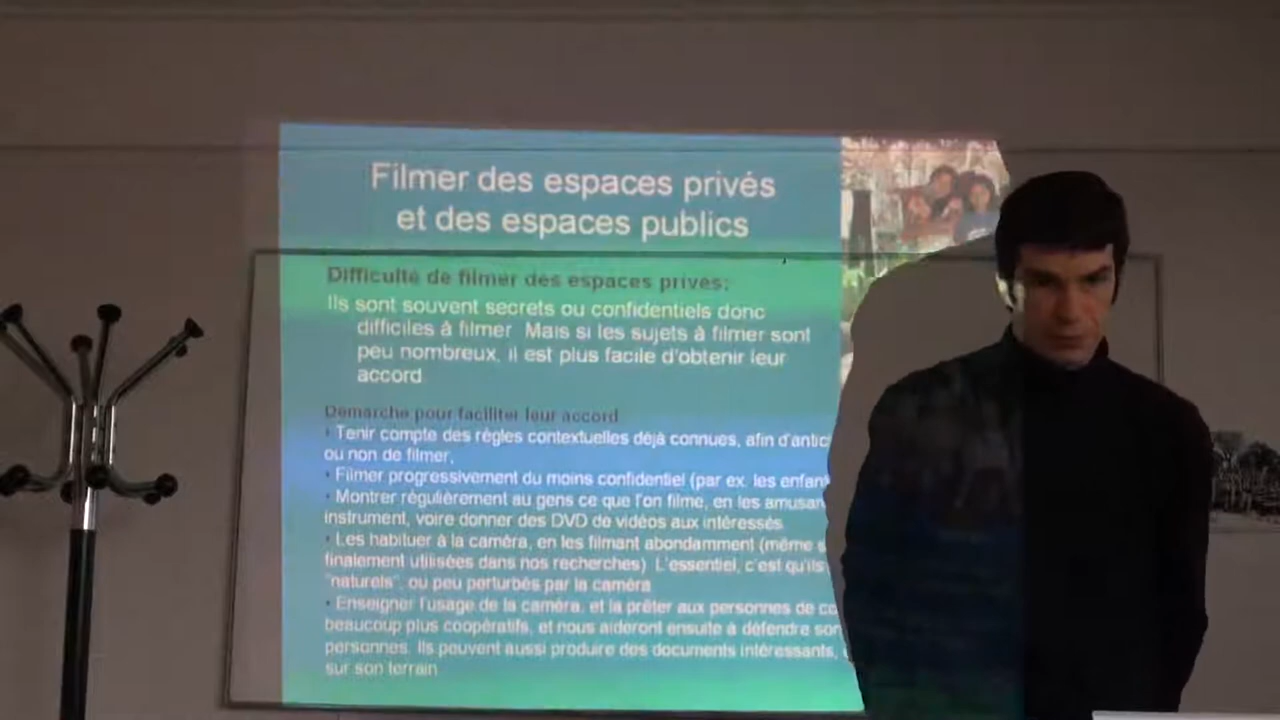 Filmer des espaces privés
et des espaces publics
Difficulté de filmer des espaces privés:
Ils sont souvent secrets ou confidentiels donc
difficiles à filmer. Mais si les sujets à filmer sont
peu nombreux, il est plus facile d'obtenir leur
accord.
Démarche pour faciliter leur accord
• Tenir compte des règles contextuelles déjà connues, afin
ou non de filmer,
• Filmer progressivement du moins confidentiel (par ex. les
• Montrer régulièrement au gens ce que l'on filme, en les
instrument, voire donner des DVD de vidéos aux intéressés
• Les habituer à la caméra, en les filmant abondamment (même
finalement utilisées dans nos recherches). L'essentiel, c'est qu'ils
"naturels", ou peu perturbés par la caméra
• Enseigner l'usage de la caméra, et la prêter aux personnes de
beaucoup plus coopératifs, et nous aideront ensuite à défendre
personnes. Ils peuvent aussi produire des documents intéressants,
sur son terrain